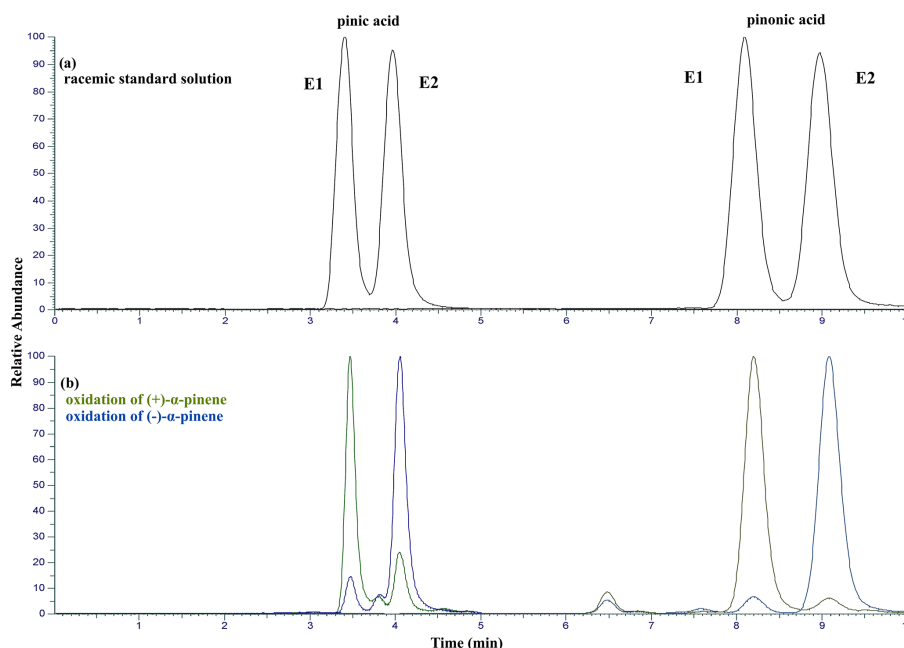 pinic acid
pinonic acid
(a)
racemic standard solution
E1
E2
E1
E2
100
90
80
70
60
50
40
30
20
10
0
0 1 2 3 4 5 6 7 8 9 10
Relative Abundance
(b)
oxidation of (+)-α-pinene
oxidation of (-)-α-pinene
100
90
80
70
60
50
40
30
20
10
0
0 1 2 3 4 5 6 7 8 9 10
Time (min)